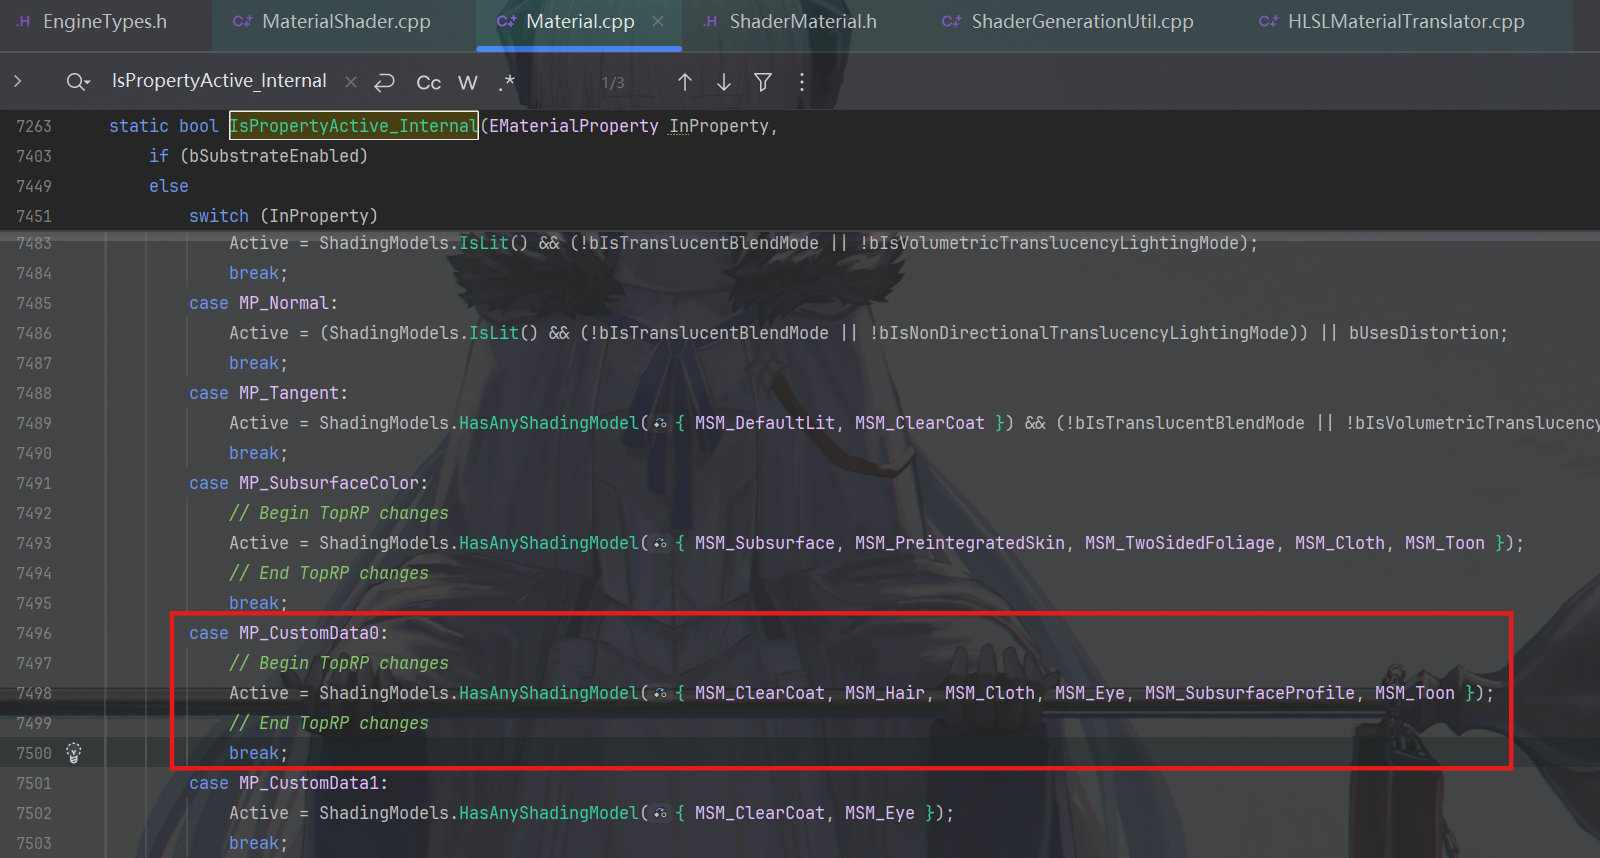 .H EngineTypes.h C++ MaterialShader.cpp C++ Material.cpp × .H ShaderMaterial.h C++ ShaderGenerationUtil.cpp C++ HLSLMaterialTranslator.cpp
IsPropertyActive_Internal × Cc W .* 1/3
7263 static bool IsPropertyActive_Internal(EMaterialProperty InProperty,
7403 if (bSubstrateEnabled)
7449 else
7451 switch (InProperty)
7483 Active = ShadingModels.IsLit() && (!bIsTranslucentBlendMode || !bIsVolumetricTranslucencyLightingMode);
7484 break;
7485 case MP_Normal:
7486 Active = (ShadingModels.IsLit() && (!bIsTranslucentBlendMode || !bIsNonDirectionalTranslucencyLightingMode)) || bUsesDistortion;
7487 break;
7488 case MP_Tangent:
7489 Active = ShadingModels.HasAnyShadingModel({ MSM_DefaultLit, MSM_ClearCoat }) && (!bIsTranslucentBlendMode || !bIsVolumetricTranslucency
7490 break;
7491 case MP_SubsurfaceColor:
7492 // Begin TopRP changes
7493 Active = ShadingModels.HasAnyShadingModel({ MSM_Subsurface, MSM_PreintegratedSkin, MSM_TwoSidedFoliage, MSM_Cloth, MSM_Toon });
7494 // End TopRP changes
7495 break;
7496 case MP_CustomData0:
7497 // Begin TopRP changes
7498 Active = ShadingModels.HasAnyShadingModel({ MSM_ClearCoat, MSM_Hair, MSM_Cloth, MSM_Eye, MSM_SubsurfaceProfile, MSM_Toon });
7499 // End TopRP changes
7500 break;
7501 case MP_CustomData1:
7502 Active = ShadingModels.HasAnyShadingModel({ MSM_ClearCoat, MSM_Eye });
7503 break;